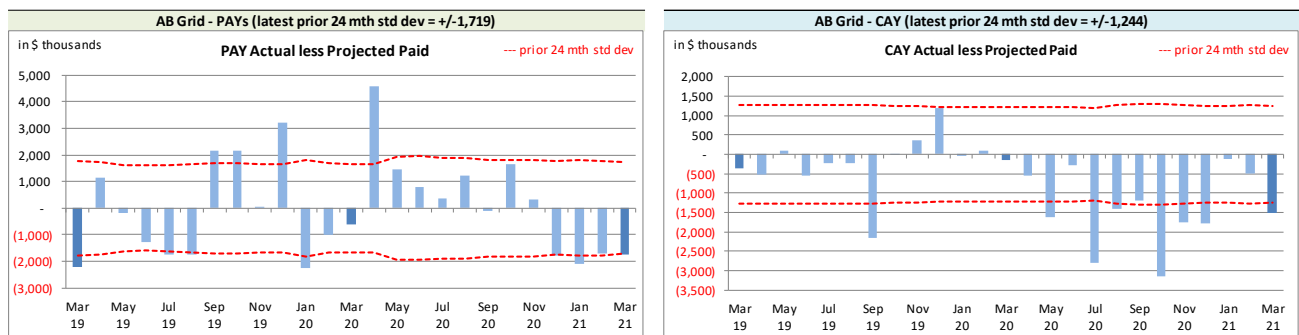 AB Grid - PAYs (latest prior 24 mth std dev = +/-1,719)
in $ thousands
PAY Actual less Projected Paid
--- prior 24 mth std dev
5,000
4,000
3,000
2,000
1,000
-
(1,000)
(2,000)
(3,000)
Mar May Jul Sep Nov Jan Mar May Jul Sep Nov Jan Mar
19 19 19 19 19 20 20 20 20 20 20 21 21
AB Grid - CAY (latest prior 24 mth std dev = +/-1,244)
in $ thousands
CAY Actual less Projected Paid
--- prior 24 mth std dev
2,000
1,500
1,000
500
-
(500)
(1,000)
(1,500)
(2,000)
(2,500)
(3,000)
(3,500)
Mar May Jul Sep Nov Jan Mar May Jul Sep Nov Jan Mar
19 19 19 19 19 20 20 20 20 20 20 21 21